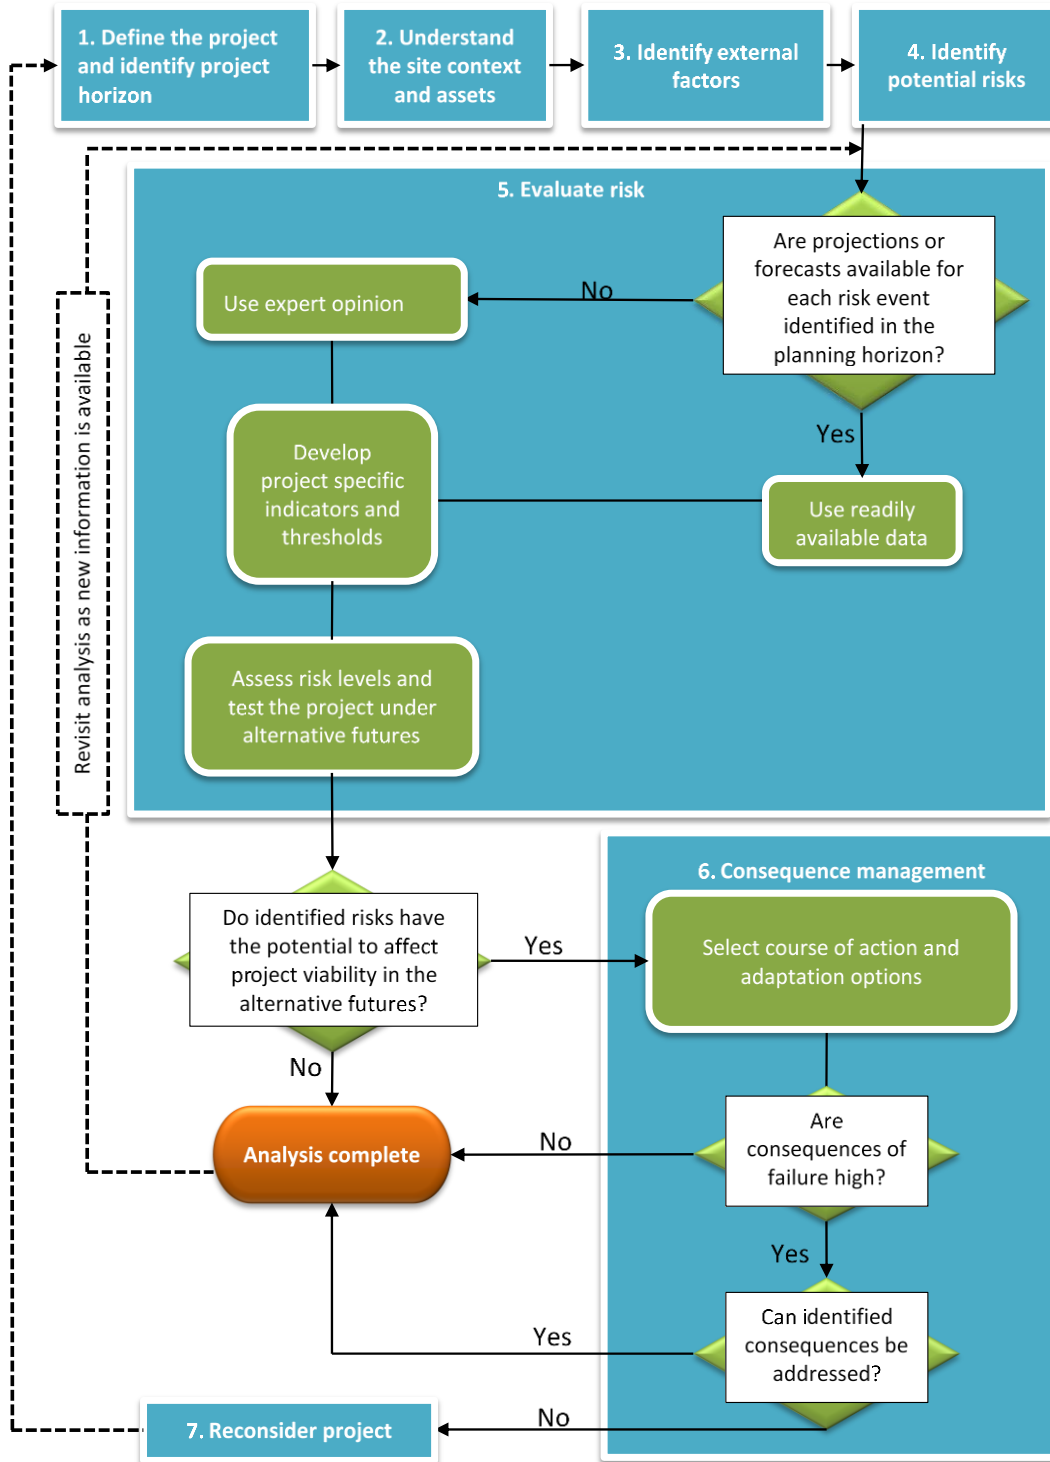 1. Define the project
and identify project
horizon
2. Understand
the site context
and assets
3. Identify external
factors
4. Identify
potential risks
5. Evaluate risk
Are projections or
forecasts available for
each risk event
identified in the
planning horizon?
No
Use expert opinion
Yes
Develop
project specific
indicators and
thresholds
Use readily
available data
Revisit analysis as new information is available
Assess risk levels and
test the project under
alternative futures
6. Consequence management
Do identified risks have
the potential to affect
project viability in the
alternative futures?
Yes
Select course of action and
adaptation options
No
Analysis complete
No
Are
consequences of
failure high?
Yes
Can identified
consequences be
addressed?
Yes
No
7. Reconsider project